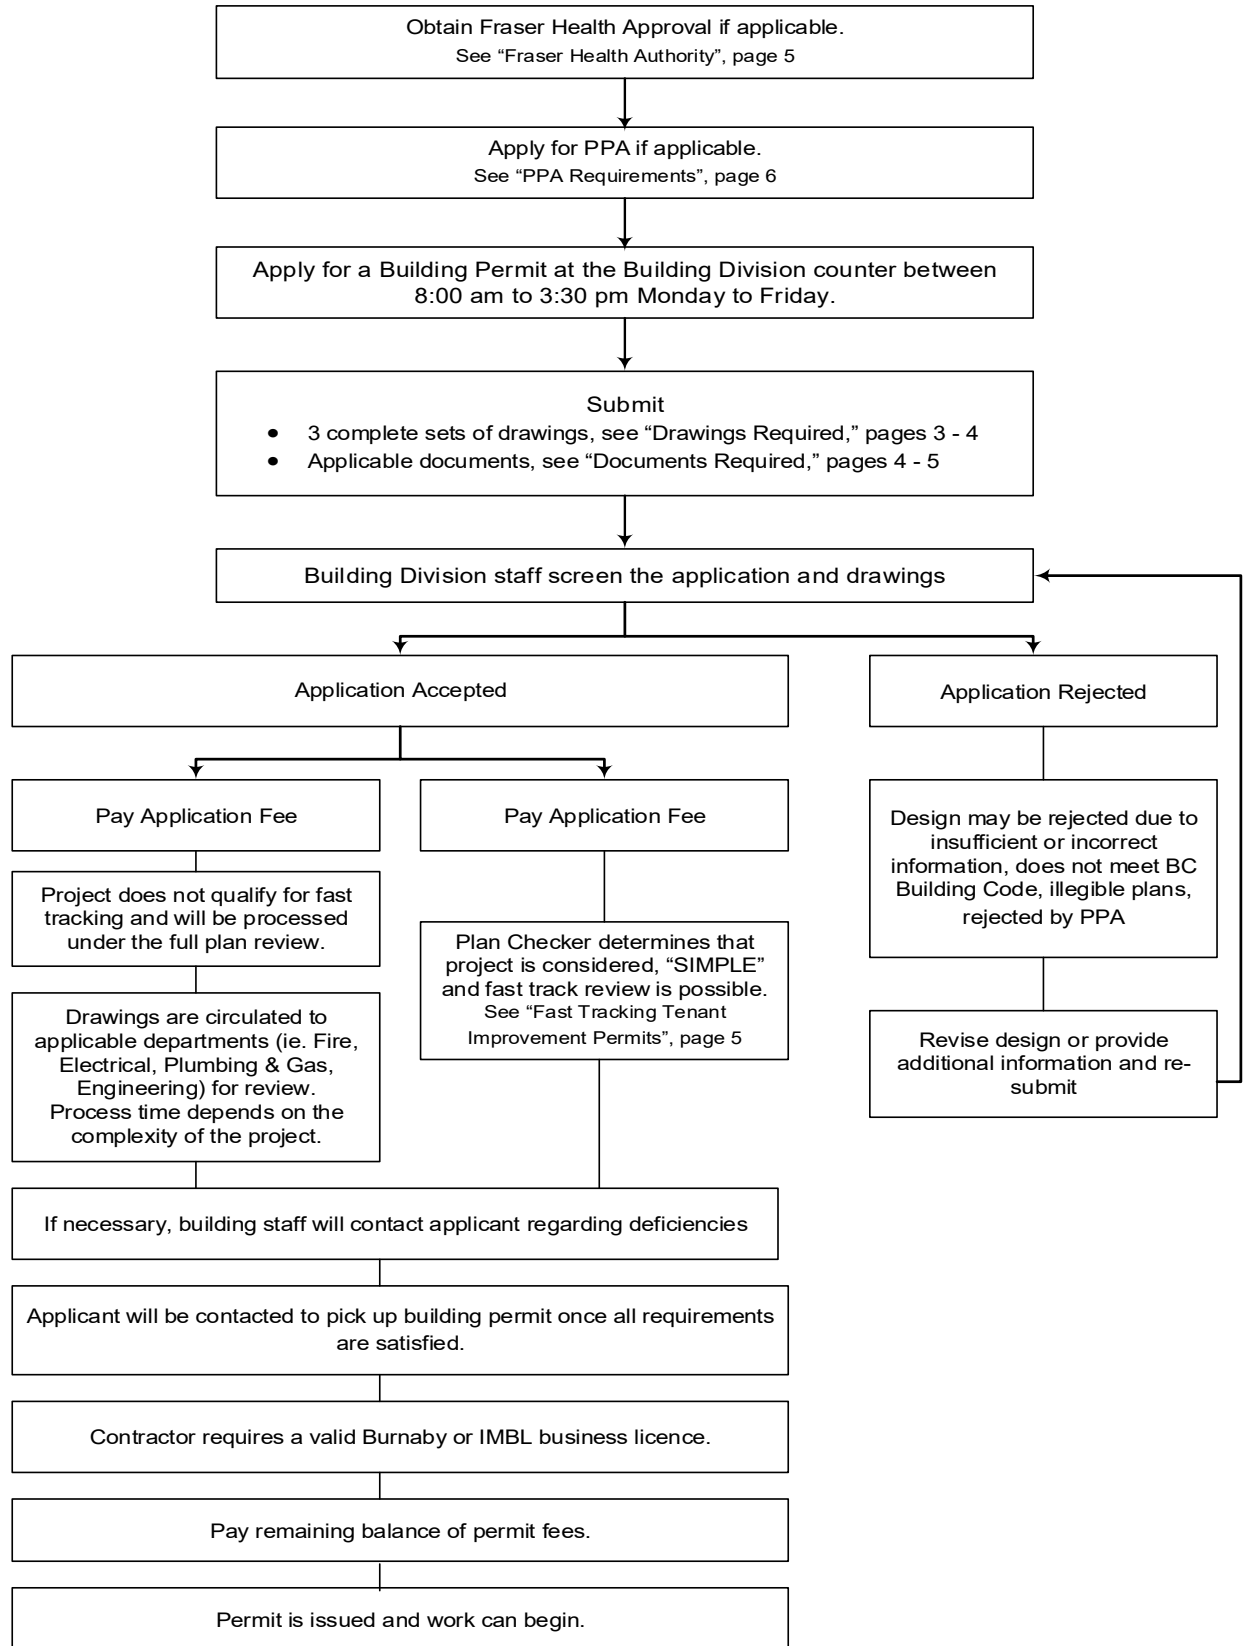 Obtain Fraser Health Approval if applicable.
See “Fraser Health Authority”, page 5
Apply for PPA if applicable.
See “PPA Requirements”, page 6
Apply for a Building Permit at the Building Division counter between
8:00 am to 3:30 pm Monday to Friday.
Submit
• 3 complete sets of drawings, see “Drawings Required,” pages 3 - 4
• Applicable documents, see “Documents Required,” pages 4 - 5
Building Division staff screen the application and drawings
Application Accepted
Application Rejected
Pay Application Fee
Project does not qualify for fast
tracking and will be processed
under the full plan review.
Drawings are circulated to
applicable departments (ie. Fire,
Electrical, Plumbing & Gas,
Engineering) for review.
Process time depends on the
complexity of the project.
Pay Application Fee
Plan Checker determines that
project is considered, “SIMPLE”
and fast track review is possible.
See “Fast Tracking Tenant
Improvement Permits”, page 5
Design may be rejected due to
insufficient or incorrect
information, does not meet BC
Building Code, illegible plans,
rejected by PPA
Revise design or provide
additional information and re-
submit
If necessary, building staff will contact applicant regarding deficiencies
Applicant will be contacted to pick up building permit once all requirements
are satisfied.
Contractor requires a valid Burnaby or IMBL business licence.
Pay remaining balance of permit fees.
Permit is issued and work can begin.